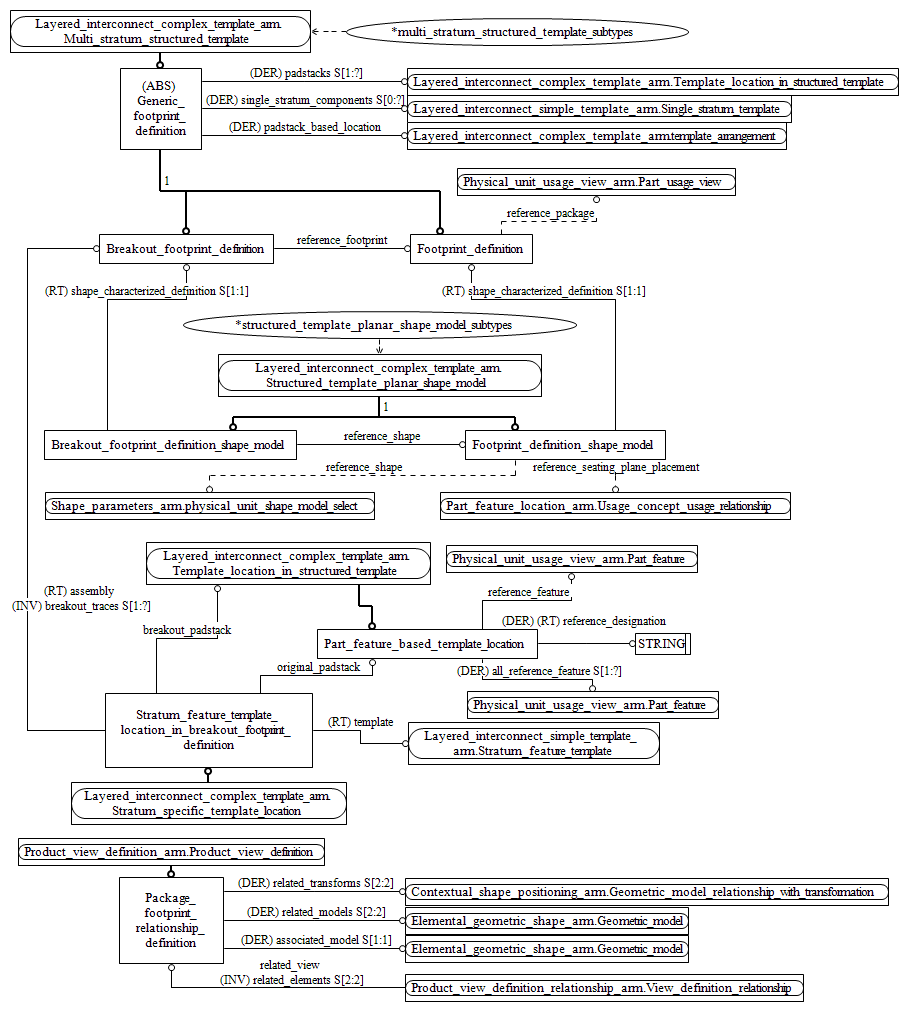 Layered_interconnect_complex_template_arm.
Multi_stratum_structured_template
*multi_stratum_structured_template_subtypes
(ABS)
Generic_
footprint_
definition
(DER) padstacks S[1:?]
Layered_interconnect_complex_template_arm.Template_location_in_structured_template
(DER) single_stratum_components S[0:?]
Layered_interconnect_simple_template_arm.Single_stratum_template
(DER) padstack_based_location
Layered_interconnect_complex_template_arm.template_arrangement
1
Physical_unit_usage_view_arm.Part_usage_view
reference_package
Breakout_footprint_definition
reference_footprint
Footprint_definition
(RT) shape_characterized_definition S[1:1]
(RT) shape_characterized_definition S[1:1]
*structured_template_planar_shape_model_subtypes
Layered_interconnect_complex_template_arm.
Structured_template_planar_shape_model
1
Breakout_footprint_definition_shape_model
reference_shape
Footprint_definition_shape_model
reference_shape
reference_seating_plane_placement
Shape_parameters_arm.physical_unit_shape_model_select
Part_feature_location_arm.Usage_concept_usage_relationship
Layered_interconnect_complex_template_arm.
Template_location_in_structured_template
Physical_unit_usage_view_arm.Part_feature
(RT) assembly
(INV) breakout_traces S[1:?]
reference_feature
breakout_padstack
(DER) (RT) reference_designation
Part_feature_based_template_location
STRING
original_padstack
(DER) all_reference_feature S[1:?]
Physical_unit_usage_view_arm.Part_feature
Stratum_feature_template_
location_in_breakout_footprint_
definition
(RT) template
Layered_interconnect_simple_template_
arm.Stratum_feature_template
Layered_interconnect_complex_template_arm.
Stratum_specific_template_location
Product_view_definition_arm.Product_view_definition
Package_
footprint_
relationship_
definition
(DER) related_transforms S[2:2]
Contextual_shape_positioning_arm.Geometric_model_relationship_with_transformation
(DER) related_models S[2:2]
Elemental_geometric_shape_arm.Geometric_model
(DER) associated_model S[1:1]
Elemental_geometric_shape_arm.Geometric_model
related_view
(INV) related_elements S[2:2]
Product_view_definition_relationship_arm.View_definition_relationship